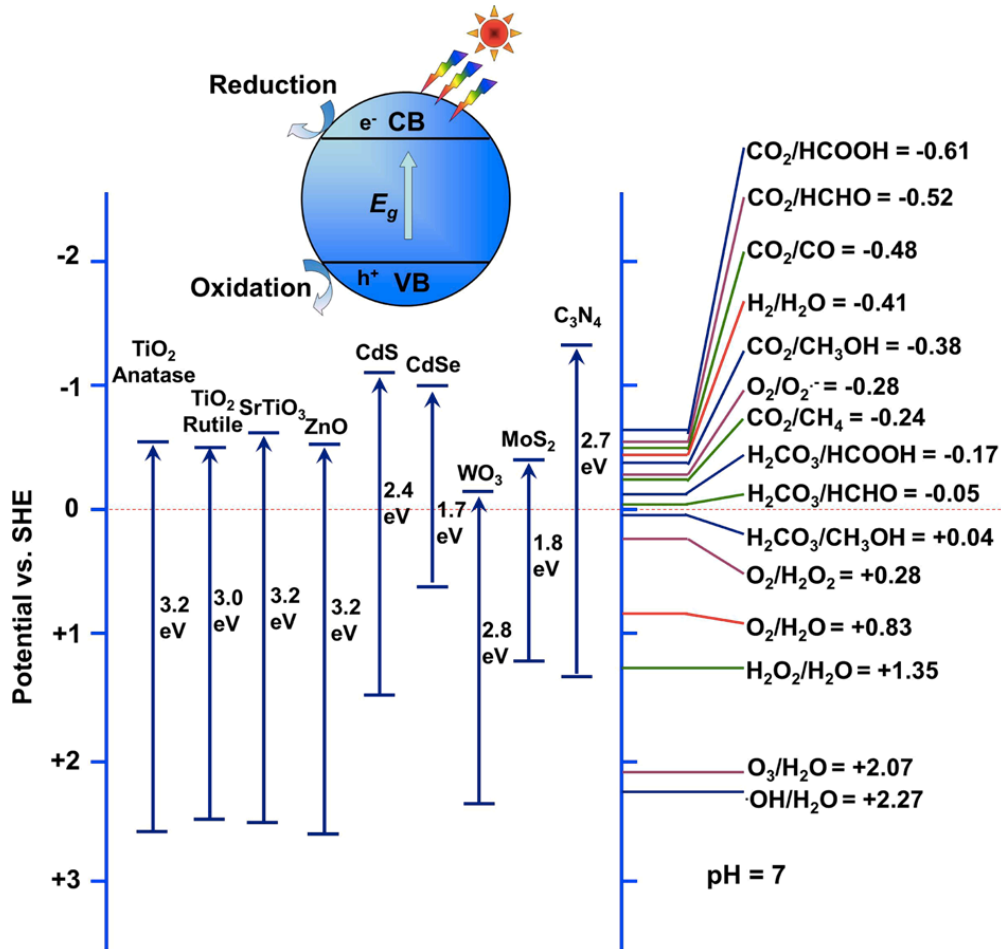 Reduction
e- CB
Eg
h+ VB
Oxidation
Potential vs. SHE
-2
-1
0
+1
+2
+3
TiO2
Anatase
3.2
eV
TiO2
Rutile
3.0
eV
SrTiO3
3.2
eV
ZnO
3.2
eV
CdS
2.4
eV
CdSe
1.7
eV
WO3
2.8
eV
MoS2
1.8
eV
C3N4
2.7
eV
CO2/HCOOH = -0.61
CO2/HCHO = -0.52
CO2/CO = -0.48
H2/H2O = -0.41
CO2/CH3OH = -0.38
O2/O2·- = -0.28
CO2/CH4 = -0.24
H2CO3/HCOOH = -0.17
H2CO3/HCHO = -0.05
H2CO3/CH3OH = +0.04
O2/H2O2 = +0.28
O2/H2O = +0.83
H2O2/H2O = +1.35
O3/H2O = +2.07
·OH/H2O = +2.27
pH = 7